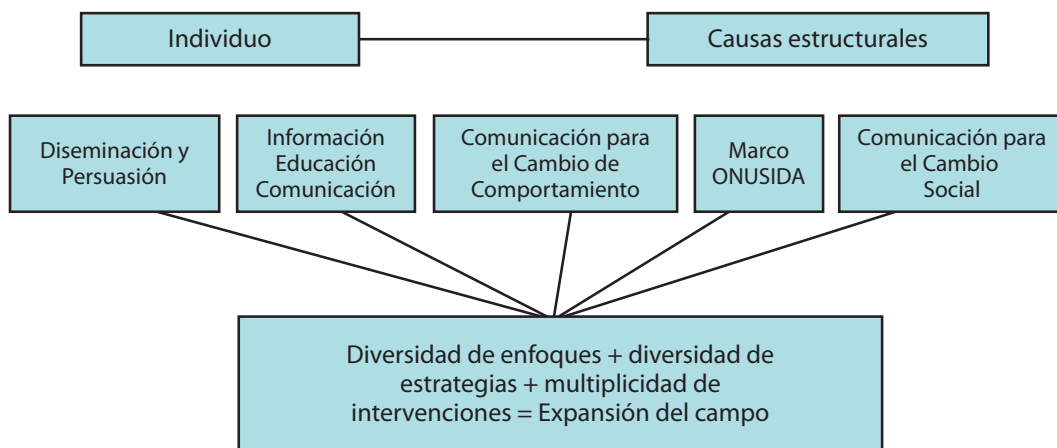 Individuo
Causas estructurales
Diseminación y
Persuasión
Información
Educación
Comunicación
Comunicación para
el Cambio de
Comportamiento
Marco
ONUSIDA
Comunicación para
el Cambio
Social
Diversidad de enfoques + diversidad de
estrategias + multiplicidad de
intervenciones = Expansión del campo